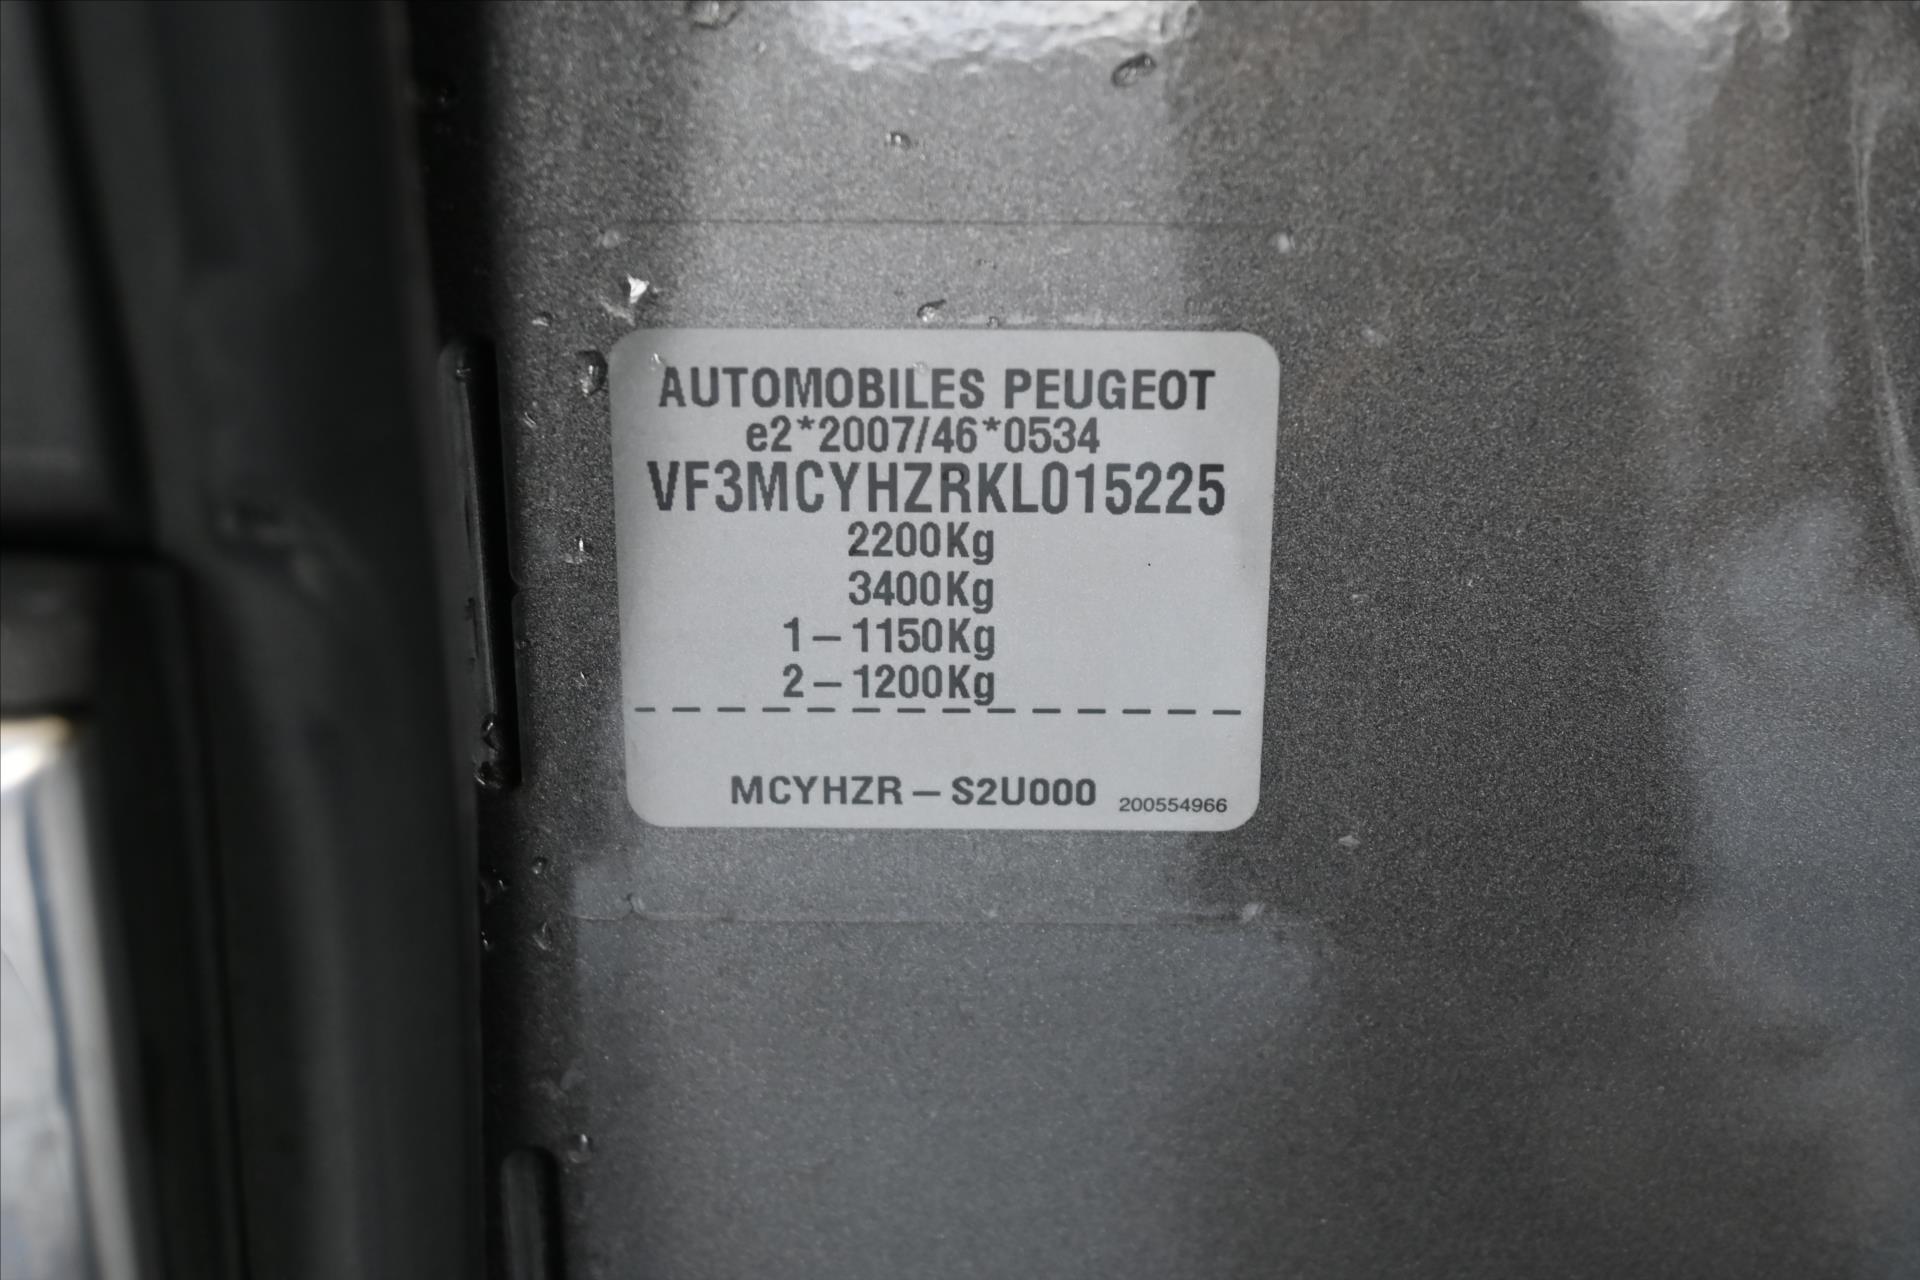 AUTOMOBILES PEUGEOT
e2*2007/46*0534
VF3MCYHZRKL015225
2200Kg
3400Kg
1–1150Kg
2–1200Kg
MCYHZR–S2U000 200554966